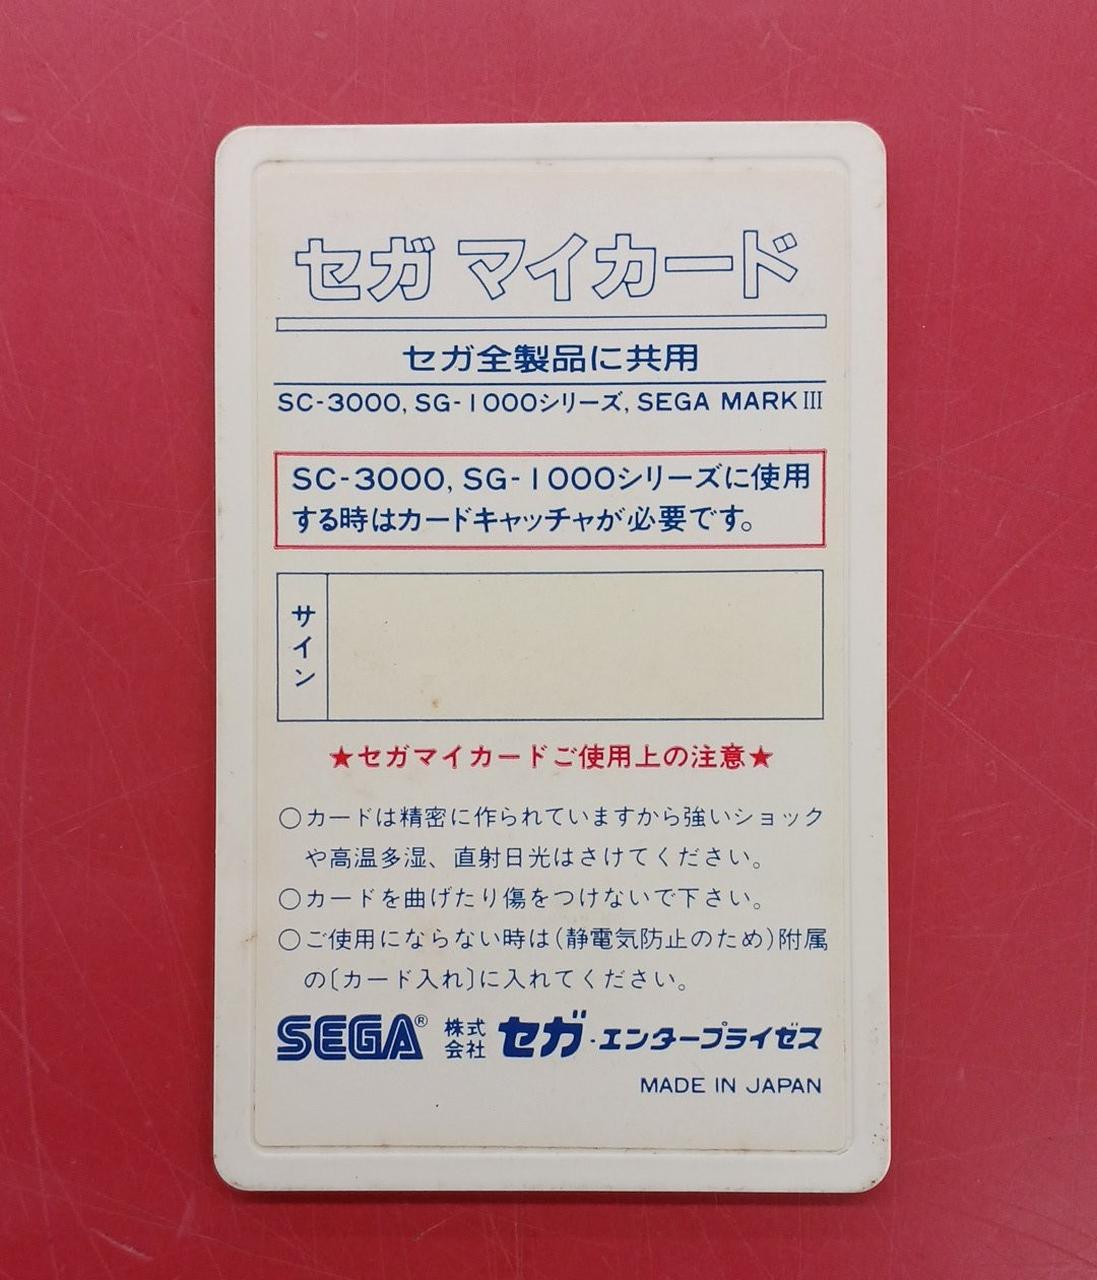 セガ マイカード
セガ全製品に共用
SC-3000, SG-1000シリーズ, SEGA MARK III
SC-3000, SG-1000シリーズに使用
する時はカードキャッチャが必要です。
サイン
★セガマイカードご使用上の注意★
○カードは精密に作られていますから強いショック
や高温多湿、直射日光はさけてください。
○カードを曲げたり傷をつけないで下さい。
○ご使用にならない時は(静電気防止のため)附属
の〔カード入れ〕に入れてください。
SEGA® 株式会社 セガ・エンタープライゼス
MADE IN JAPAN